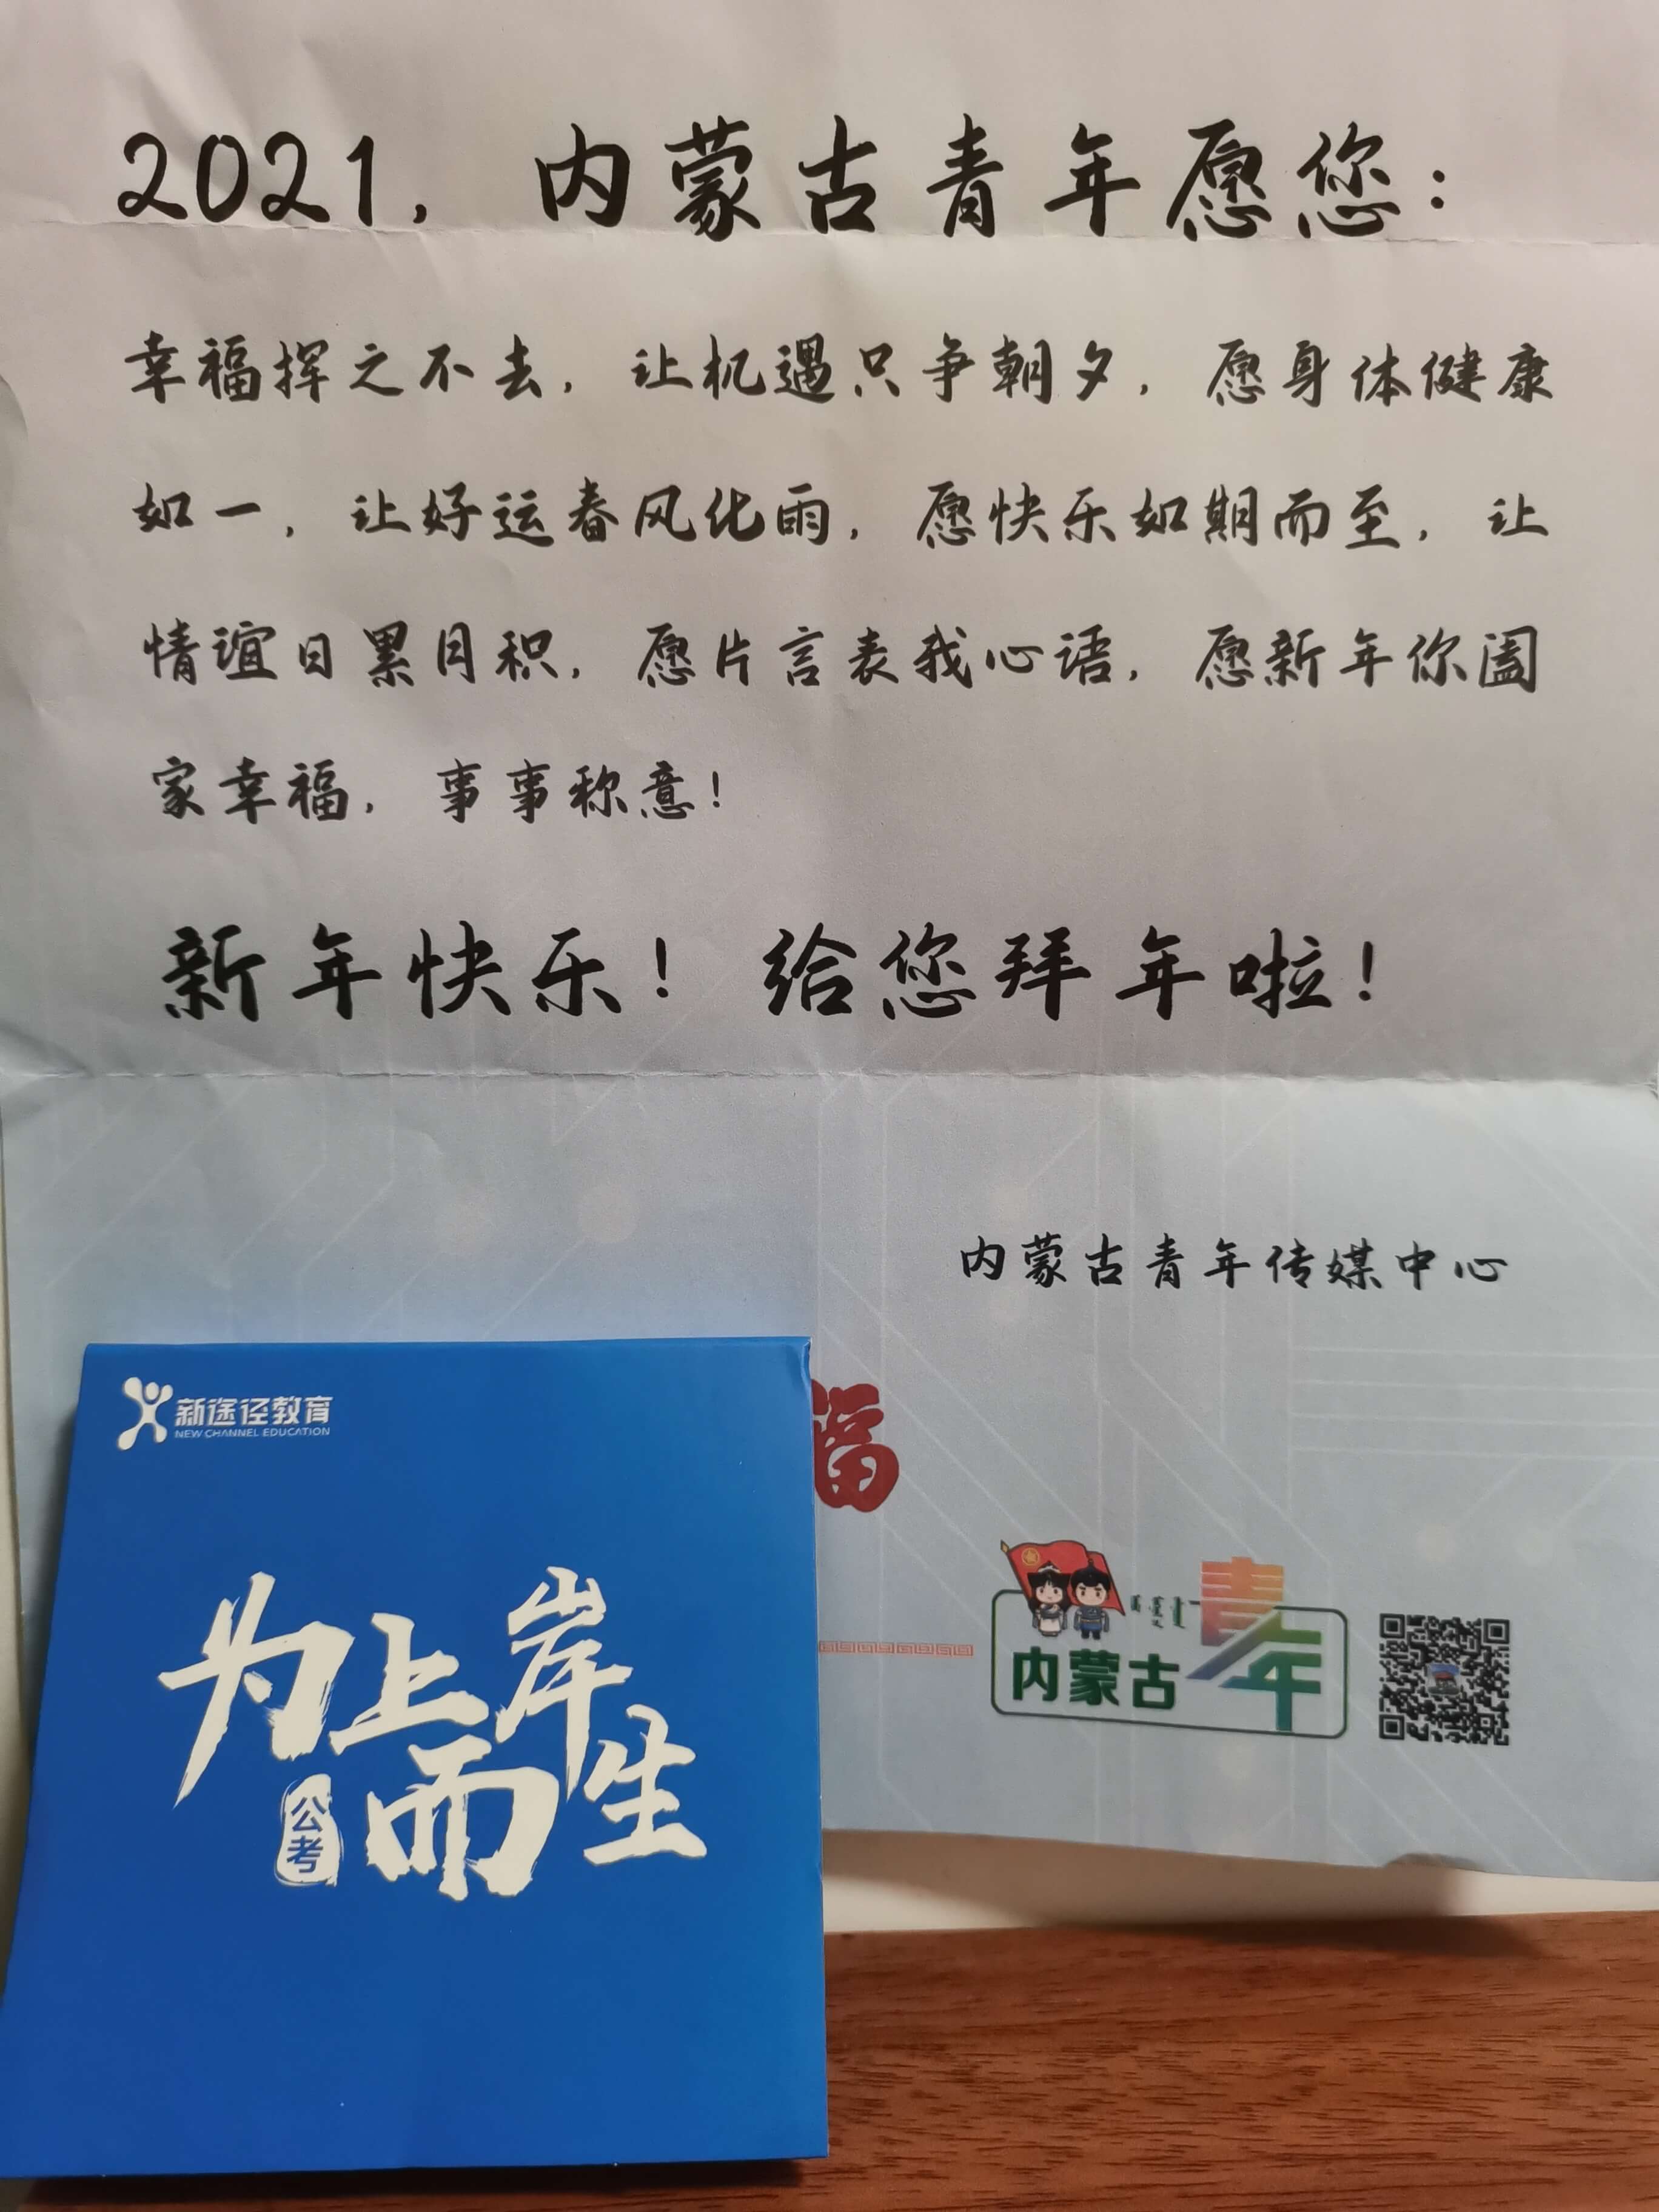 2021，内蒙古青年愿您：
幸福挥之不去，让机遇只争朝夕，愿身体健康
如一，让好运春风化雨，愿快乐如期而至，让
情谊日累月积，愿片言表我心语，愿新年你阖
家幸福，事事称意！
新年快乐！给您拜年啦！
内蒙古青年传媒中心
新途径教育
NEW CHANNEL EDUCATION
为上岸
而生
公考
福
内蒙古青年